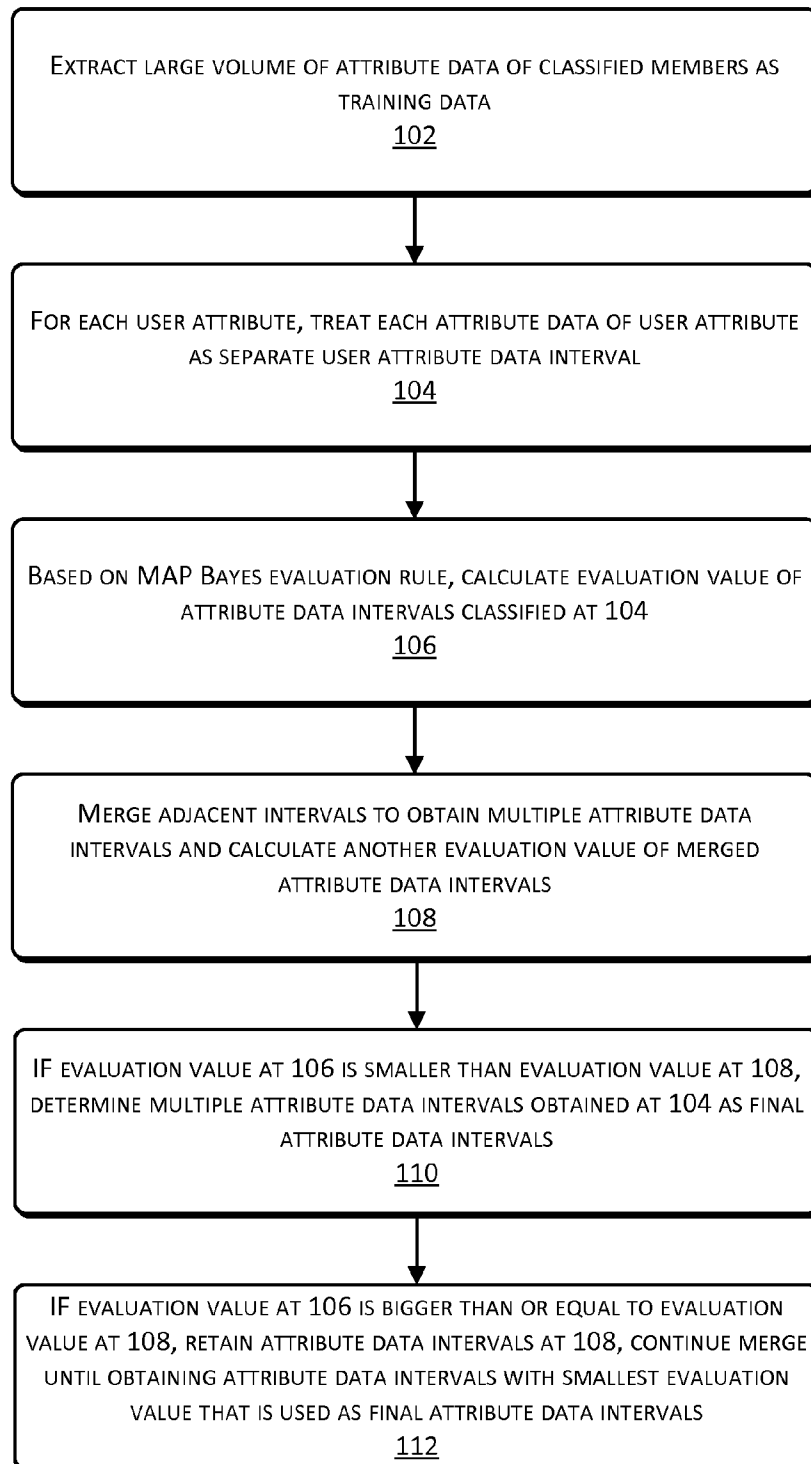 EXTRACT LARGE VOLUME OF ATTRIBUTE DATA OF CLASSIFIED MEMBERS AS
TRAINING DATA
102
FOR EACH USER ATTRIBUTE, TREAT EACH ATTRIBUTE DATA OF USER ATTRIBUTE
AS SEPARATE USER ATTRIBUTE DATA INTERVAL
104
BASED ON MAP BAYES EVALUATION RULE, CALCULATE EVALUATION VALUE OF
ATTRIBUTE DATA INTERVALS CLASSIFIED AT 104
106
MERGE ADJACENT INTERVALS TO OBTAIN MULTIPLE ATTRIBUTE DATA
INTERVALS AND CALCULATE ANOTHER EVALUATION VALUE OF MERGED
ATTRIBUTE DATA INTERVALS
108
IF EVALUATION VALUE AT 106 IS SMALLER THAN EVALUATION VALUE AT 108,
DETERMINE MULTIPLE ATTRIBUTE DATA INTERVALS OBTAINED AT 104 AS FINAL
ATTRIBUTE DATA INTERVALS
110
IF EVALUATION VALUE AT 106 IS BIGGER THAN OR EQUAL TO EVALUATION
VALUE AT 108, RETAIN ATTRIBUTE DATA INTERVALS AT 108, CONTINUE MERGE
UNTIL OBTAINING ATTRIBUTE DATA INTERVALS WITH SMALLEST EVALUATION
VALUE THAT IS USED AS FINAL ATTRIBUTE DATA INTERVALS
112